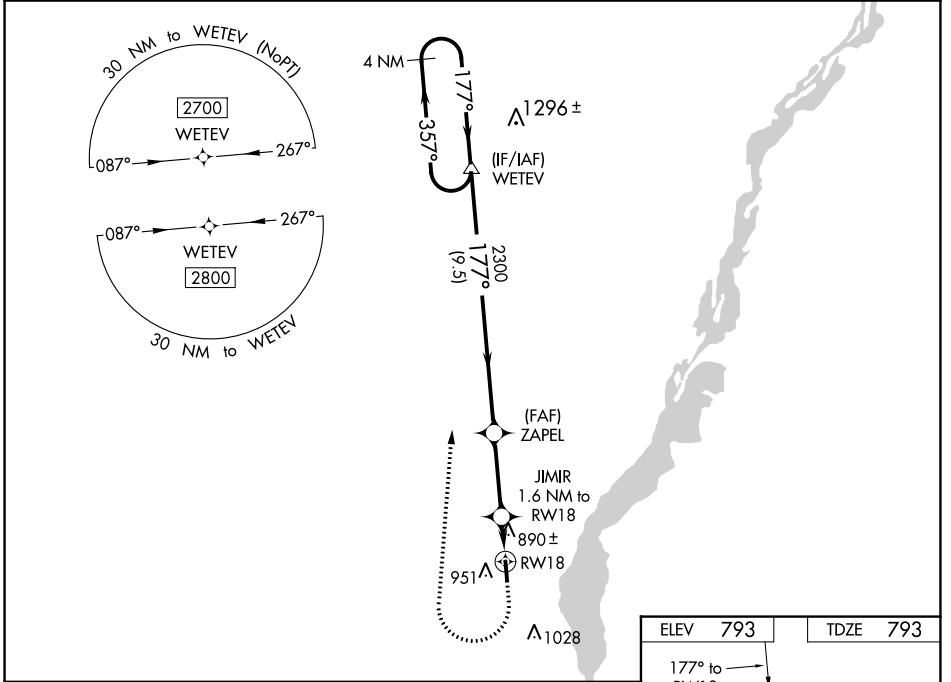 30 NM to WETEV (NoPT)
2700
WETEV
087°
267°
087°
267°
WETEV
2800
30 NM to WETEV
4 NM
177°
357°
1296 ±
(IF/IAF)
WETEV
2300
177°
(9.5)
(FAF)
ZAPEL
JIMIR
1.6 NM to
RW18
890 ±
RW18
951
1028
ELEV 793
TDZE 793
177° to